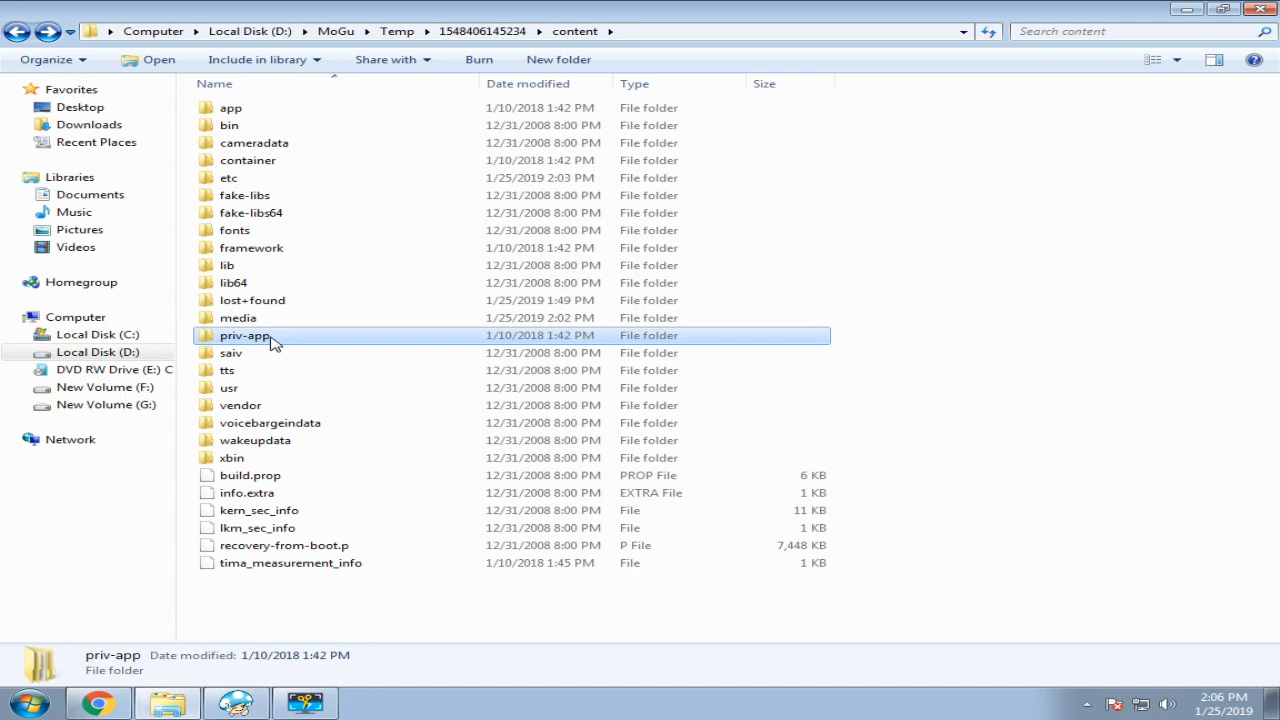 Computer Local Disk (D:) MoGu Temp 1548406145234 content Search content
Organize Open Include in library Share with Burn New folder
Name Date modified Type Size
Favorites
Desktop
Downloads
Recent Places
Libraries
Documents
Music
Pictures
Videos
Homegroup
Computer
Local Disk (C:)
Local Disk (D:)
DVD RW Drive (E:) C
New Volume (F:)
New Volume (G:)
Network
app 1/10/2018 1:42 PM File folder
bin 12/31/2008 8:00 PM File folder
cameradata 12/31/2008 8:00 PM File folder
container 1/10/2018 1:42 PM File folder
etc 1/25/2019 2:03 PM File folder
fake-libs 12/31/2008 8:00 PM File folder
fake-libs64 12/31/2008 8:00 PM File folder
fonts 12/31/2008 8:00 PM File folder
framework 1/10/2018 1:42 PM File folder
lib 12/31/2008 8:00 PM File folder
lib64 12/31/2008 8:00 PM File folder
lost+found 1/25/2019 1:49 PM File folder
media 1/25/2019 2:02 PM File folder
priv-app 1/10/2018 1:42 PM File folder
saiv 12/31/2008 8:00 PM File folder
tts 12/31/2008 8:00 PM File folder
usr 12/31/2008 8:00 PM File folder
vendor 12/31/2008 8:00 PM File folder
voicebargeindata 12/31/2008 8:00 PM File folder
wakeupdata 12/31/2008 8:00 PM File folder
xbin 12/31/2008 8:00 PM File folder
build.prop 12/31/2008 8:00 PM PROP File 6 KB
info.extra 12/31/2008 8:00 PM EXTRA File 1 KB
kern_sec_info 12/31/2008 8:00 PM File 11 KB
lkm_sec_info 12/31/2008 8:00 PM File 1 KB
recovery-from-boot.p 12/31/2008 8:00 PM P File 7,448 KB
tima_measurement_info 1/10/2018 1:45 PM File 1 KB
priv-app Date modified: 1/10/2018 1:42 PM
File folder
2:06 PM
1/25/2019